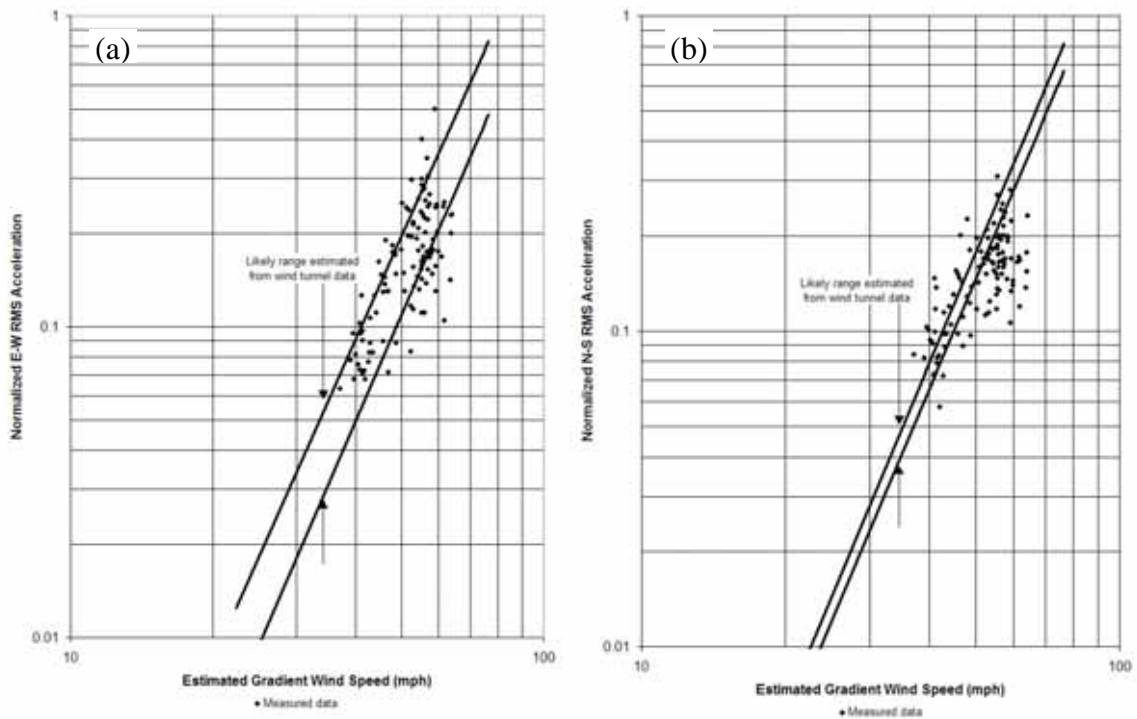 (a)
1
0.1
0.01
10
100
Normalized E-W RMS Acceleration
Likely range estimated
from wind tunnel data
Estimated Gradient Wind Speed (mph)
♦ Measured data
(b)
1
0.1
0.01
10
100
Normalized N-S RMS Acceleration
Likely range estimated
from wind tunnel data
Estimated Gradient Wind Speed (mph)
♦ Measured data